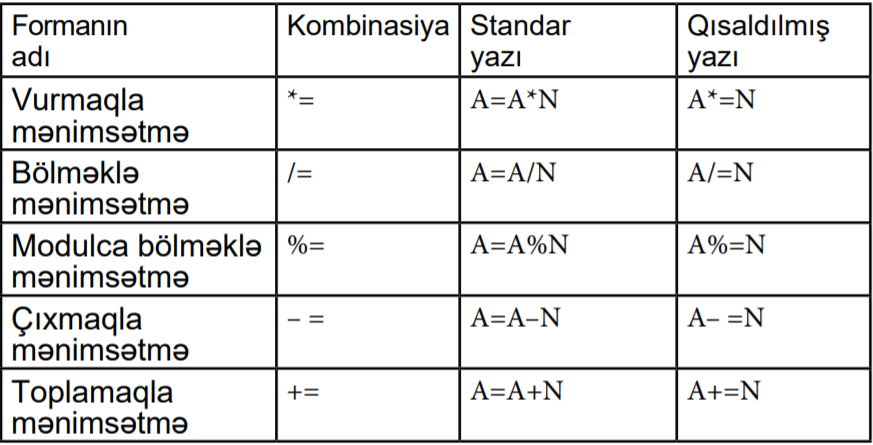 Formanın adı | Kombinasiya | Standar yazı | Qısaldılmış yazı
Vurmaqla mənimsətmə | *= | A=A*N | A*=N
Bölməklə mənimsətmə | /= | A=A/N | A/=N
Modulca bölməklə mənimsətmə | %= | A=A%N | A%=N
Çıxmaqla mənimsətmə | – = | A=A–N | A– =N
Toplamaqla mənimsətmə | += | A=A+N | A+=N